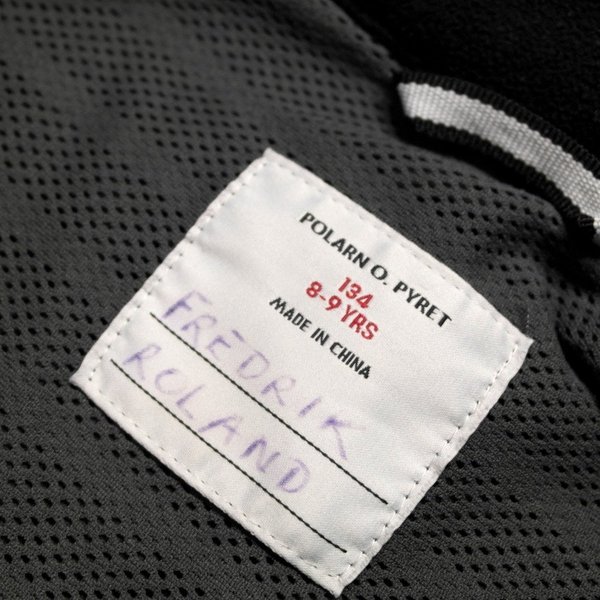 POLARN O. PYRET
134
8-9 YRS
MADE IN CHINA
FREDRIK
ROLAND